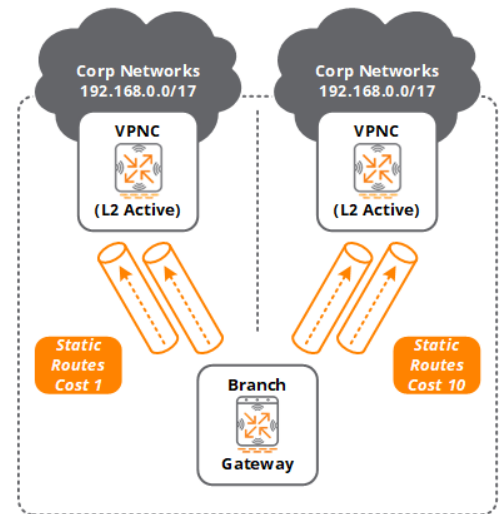 Corp Networks
192.168.0.0/17
VPNC
(L2 Active)
Corp Networks
192.168.0.0/17
VPNC
(L2 Active)
Static
Routes
Cost 1
Static
Routes
Cost 10
Branch
Gateway